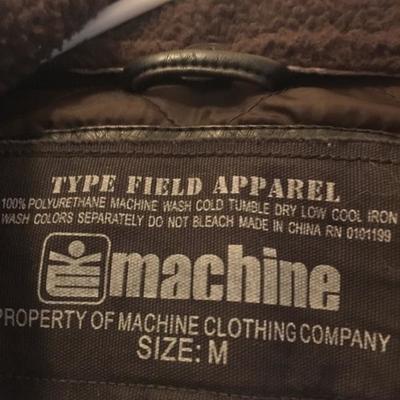 TYPE FIELD APPAREL
100% POLYURETHANE MACHINE WASH COLD TUMBLE DRY LOW COOL IRON
WASH COLORS SEPARATELY DO NOT BLEACH MADE IN CHINA RN 0101199
machine
PROPERTY OF MACHINE CLOTHING COMPANY
SIZE: M